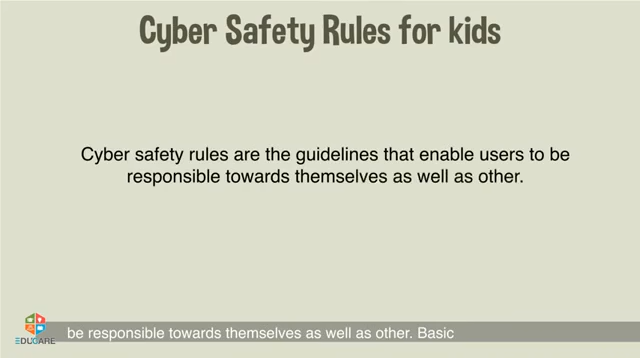 Cyber Safety Rules for kids
Cyber safety rules are the guidelines that enable users to be
responsible towards themselves as well as other.
be responsible towards themselves as well as other. Basic
EDUCARE